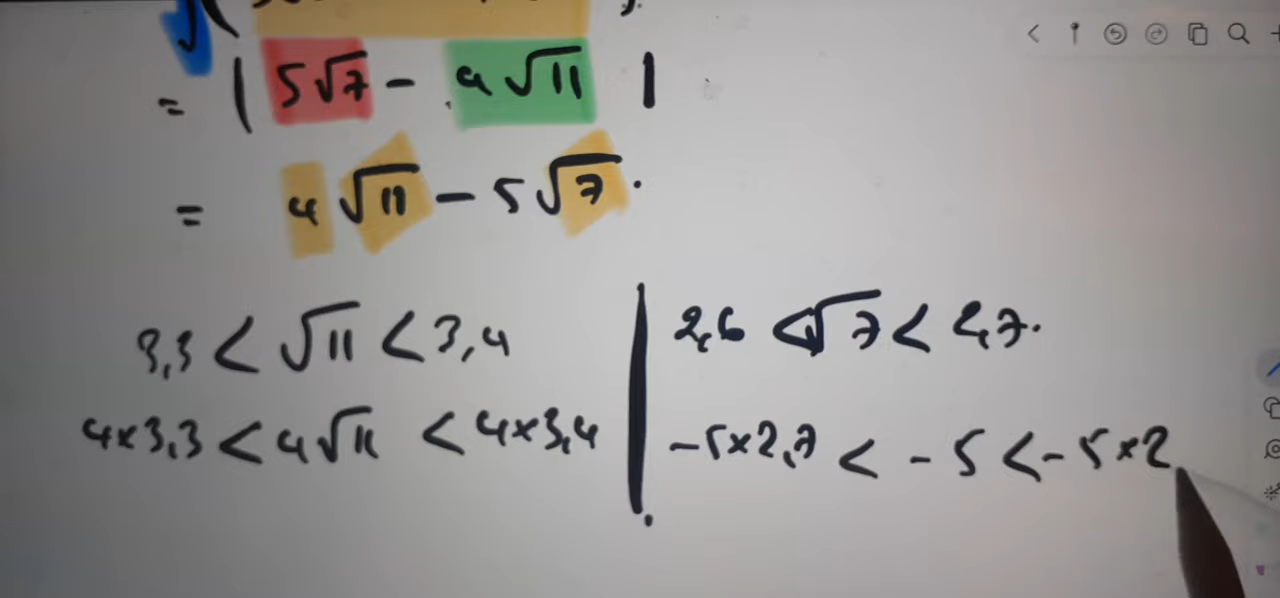 = | 5√7 - 4√11 |
= 4√11 - 5√7.
3,3 < √11 < 3,4
4×3,3 < 4√11 < 4×3,4
2,6 < √7 < 2,7.
-5×2,7 < -5 < -5×2